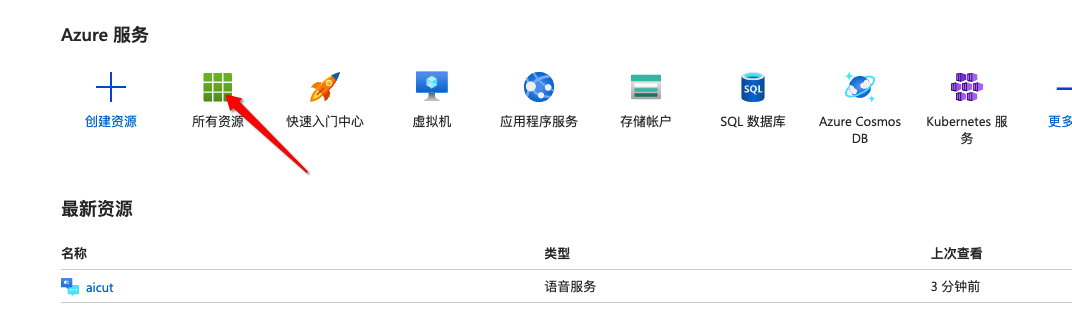 Azure 服务
创建资源
所有资源
快速入门中心
虚拟机
应用程序服务
存储帐户
SQL
SQL 数据库
Azure Cosmos
DB
Kubernetes 服
务
更多
最新资源
名称 类型 上次查看
aicut 语音服务 3 分钟前